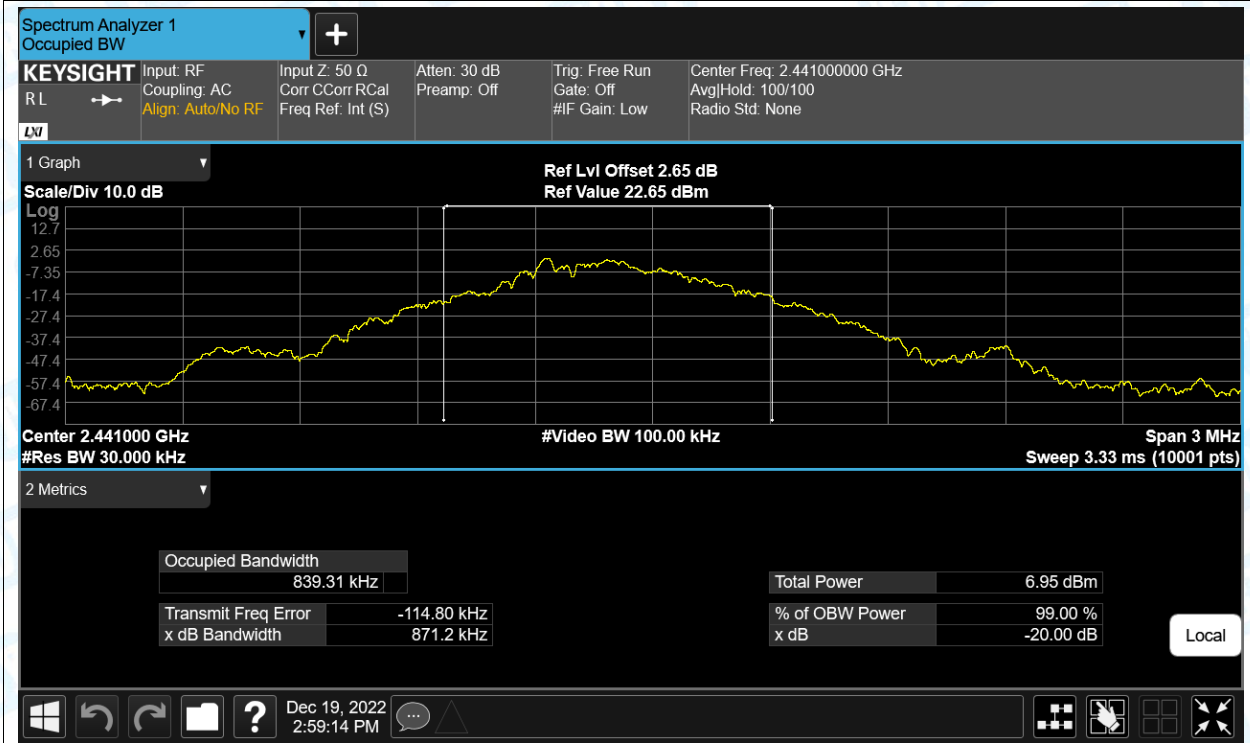 Spectrum Analyzer 1
Occupied BW
KEYSIGHT
R L
LXI
Input: RF
Coupling: AC
Align: Auto/No RF
Input Z: 50 Ω
Corr CCorr RCal
Freq Ref: Int (S)
Atten: 30 dB
Preamp: Off
Trig: Free Run
Gate: Off
#IF Gain: Low
Center Freq: 2.441000000 GHz
Avg|Hold: 100/100
Radio Std: None
1 Graph
Scale/Div 10.0 dB
Ref Lvl Offset 2.65 dB
Ref Value 22.65 dBm
Log
12.7
2.65
-7.35
-17.4
-27.4
-37.4
-47.4
-57.4
-67.4
Center 2.441000 GHz
#Video BW 100.00 kHz
Span 3 MHz
#Res BW 30.000 kHz
Sweep 3.33 ms (10001 pts)
2 Metrics
Occupied Bandwidth
839.31 kHz
Total Power 6.95 dBm
Transmit Freq Error -114.80 kHz
% of OBW Power 99.00 %
x dB Bandwidth 871.2 kHz
x dB -20.00 dB
Local
?
Dec 19, 2022
2:59:14 PM